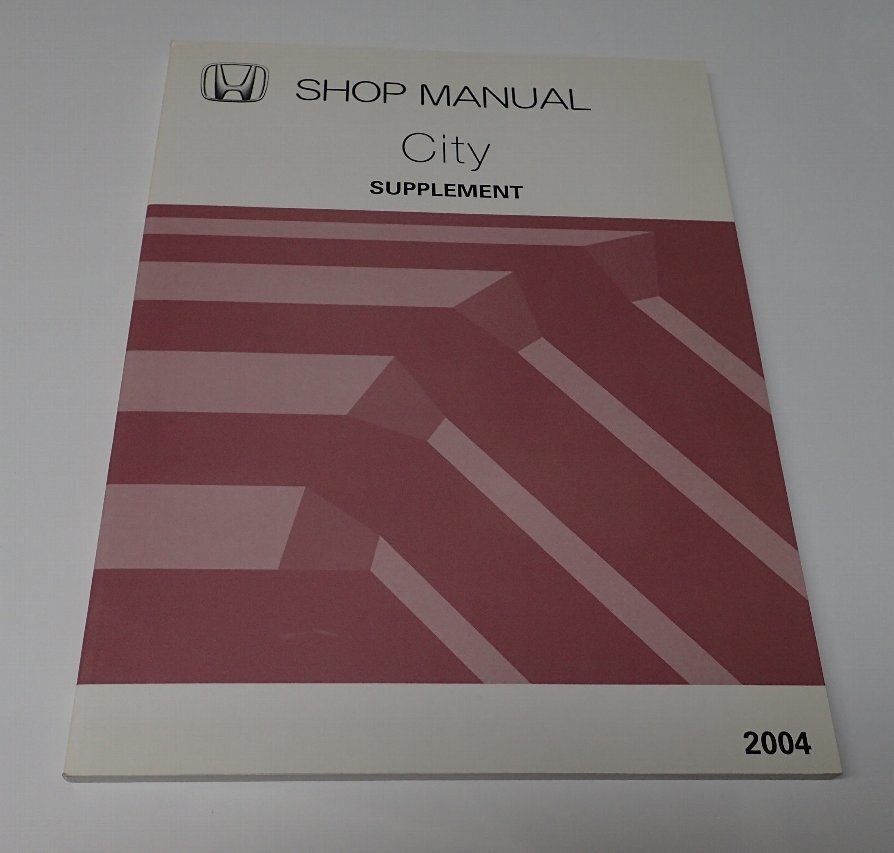 SHOP MANUAL
City
SUPPLEMENT
2004